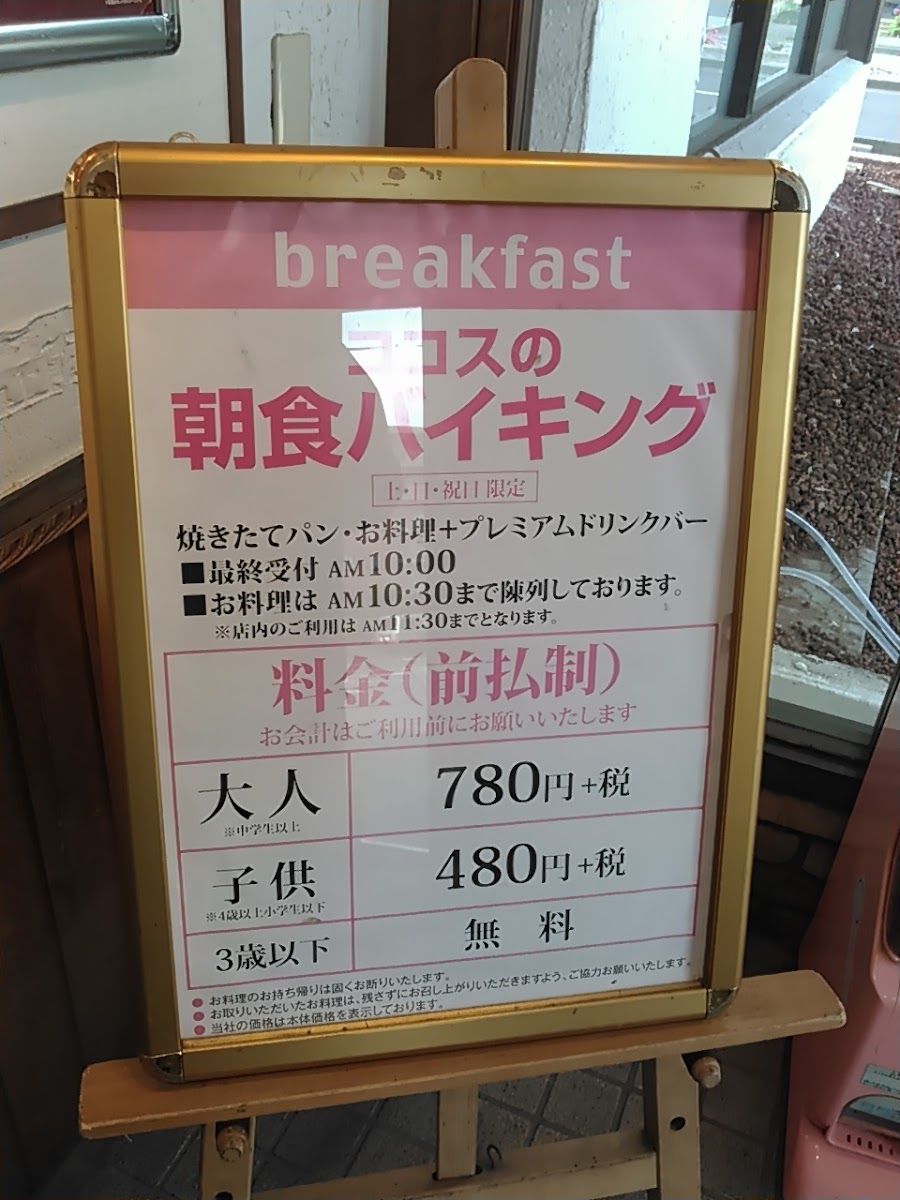 breakfast
ココスの
朝食バイキング
土・日・祝日 限定
焼きたてパン・お料理+プレミアムドリンクバー
■最終受付 AM10:00
■お料理は AM10:30まで陳列しております。
※店内のご利用は AM11:30までとなります。
料金(前払制)
お会計はご利用前にお願いいたします
大人 780円+税
※中学生以上
子供 480円+税
※4歳以上小学生以下
3歳以下 無料
●お料理のお持ち帰りは固くお断りいたします。
●お取りいただいたお料理は、残さずにお召し上がりいただきますよう、ご協力お願いいたします。
●当社の価格は本体価格を表示しております。